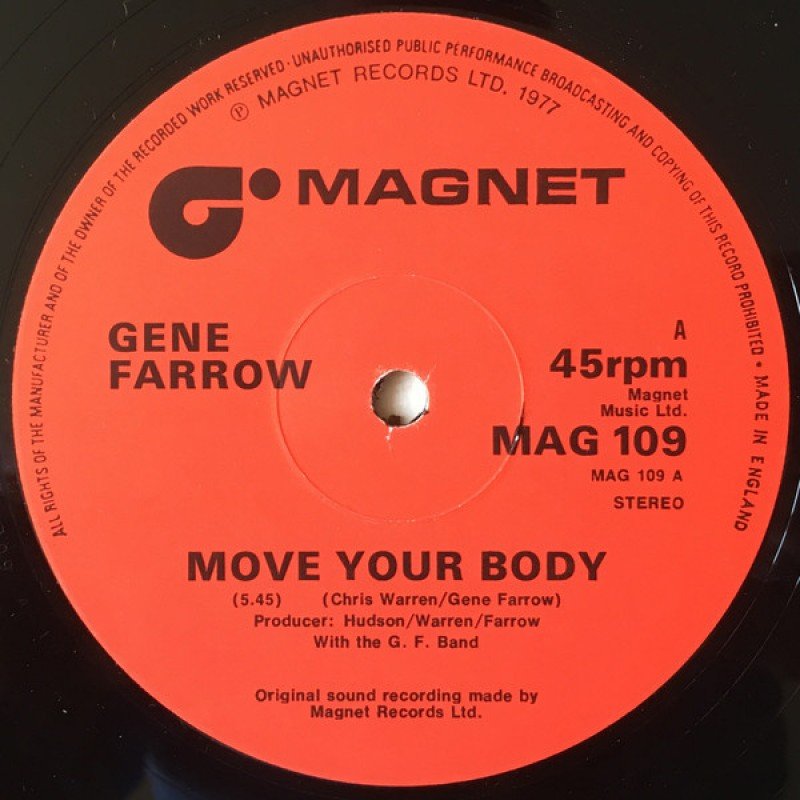 ALL RIGHTS OF THE MANUFACTURER AND OF THE OWNER OF THE RECORDED WORK RESERVED · UNAUTHORISED PUBLIC PERFORMANCE BROADCASTING AND COPYING OF THIS RECORD PROHIBITED • MADE IN ENGLAND
Ⓟ MAGNET RECORDS LTD. 1977
MAGNET
GENE
FARROW
A
45rpm
Magnet
Music Ltd.
MAG 109
MAG 109 A
STEREO
MOVE YOUR BODY
(5.45) (Chris Warren/Gene Farrow)
Producer: Hudson/Warren/Farrow
With the G. F. Band
Original sound recording made by
Magnet Records Ltd.